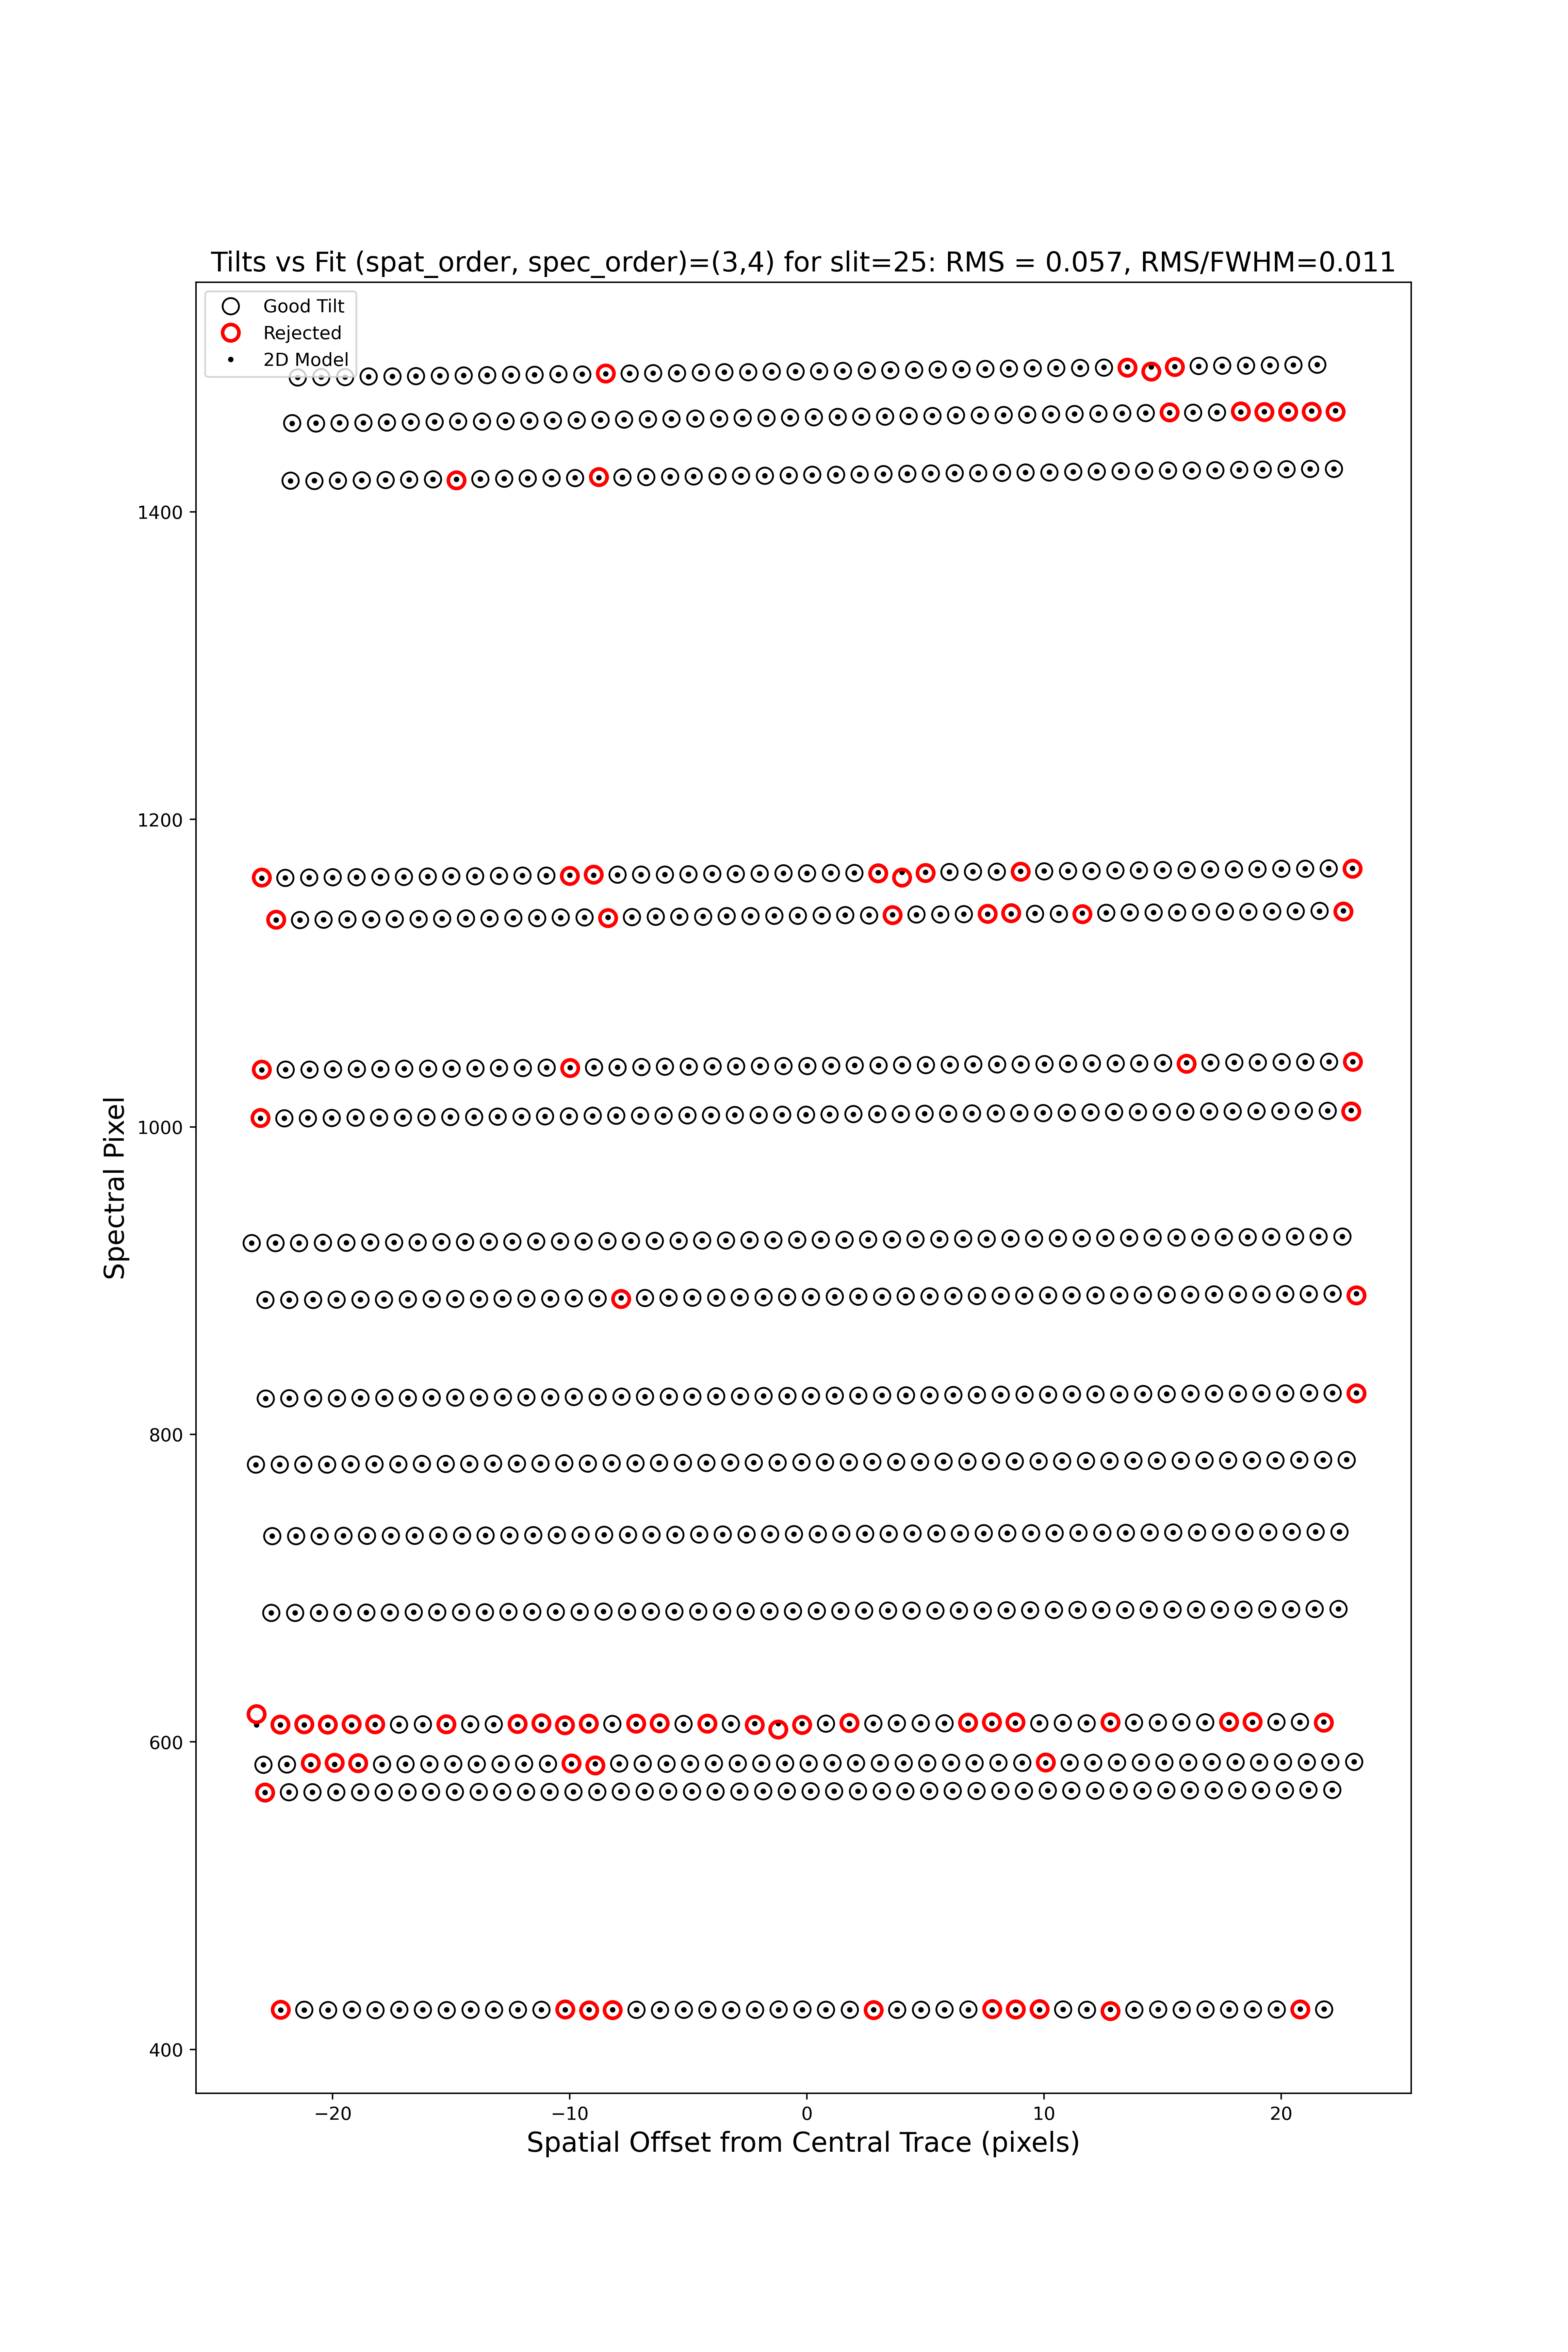 Tilts vs Fit (spat_order, spec_order)=(3,4) for slit=25: RMS = 0.057, RMS/FWHM=0.011
Good Tilt
Rejected
2D Model
1400
1200
1000
800
600
400
Spectral Pixel
−20
−10
0
10
20
Spatial Offset from Central Trace (pixels)